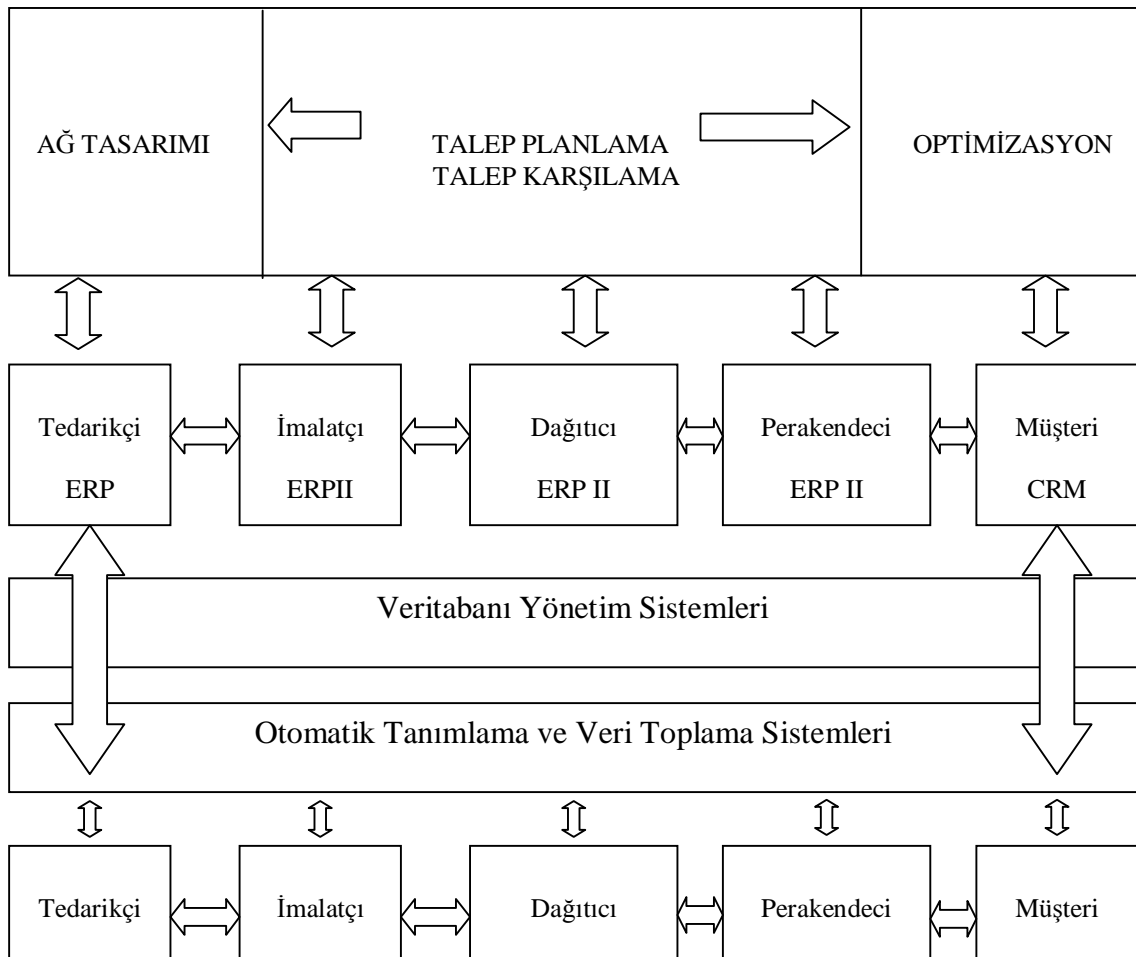 AĞ TASARIMI
TALEP PLANLAMA
TALEP KARŞILAMA
OPTİMİZASYON
Tedarikçi
ERP
İmalatçı
ERPII
Dağıtıcı
ERP II
Perakendeci
ERP II
Müşteri
CRM
Veritabanı Yönetim Sistemleri
Otomatik Tanımlama ve Veri Toplama Sistemleri
Tedarikçi
İmalatçı
Dağıtıcı
Perakendeci
Müşteri